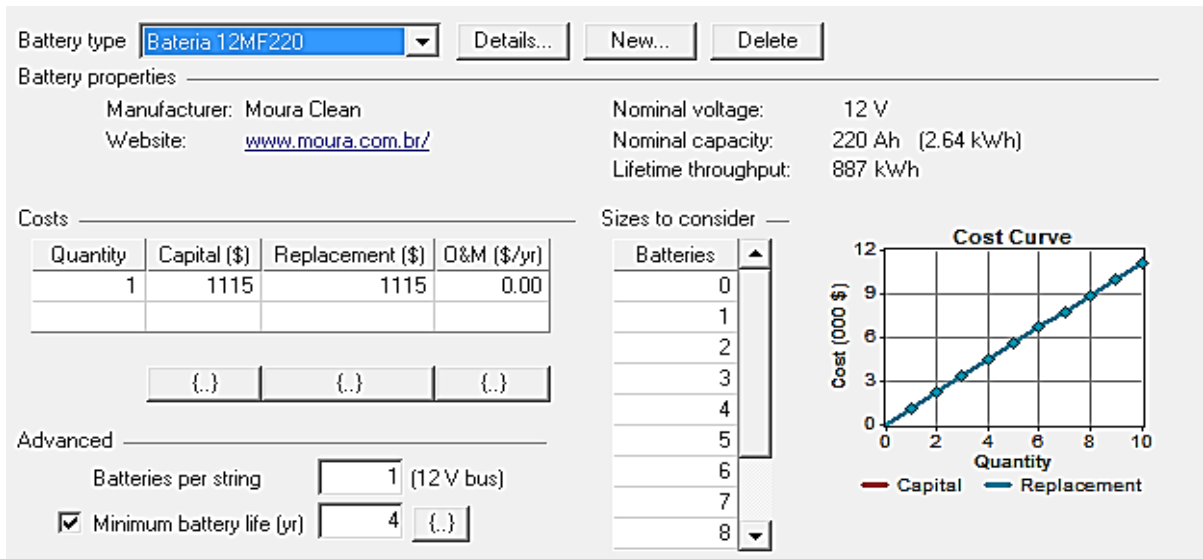 Battery type Bateria 12MF220 Details... New... Delete
Battery properties
Manufacturer: Moura Clean
Website: www.moura.com.br/
Nominal voltage: 12 V
Nominal capacity: 220 Ah (2.64 kWh)
Lifetime throughput: 887 kWh
Costs
Quantity Capital ($) Replacement ($) O&M ($/yr)
1 1115 1115 0.00
{..} {..} {..}
Advanced
Batteries per string 1 (12 V bus)
Minimum battery life (yr) 4 {..}
Sizes to consider
Batteries
0
1
2
3
4
5
6
7
8
Cost Curve
Cost (000 $)
12
9
6
3
0
0 2 4 6 8 10
Quantity
Capital Replacement